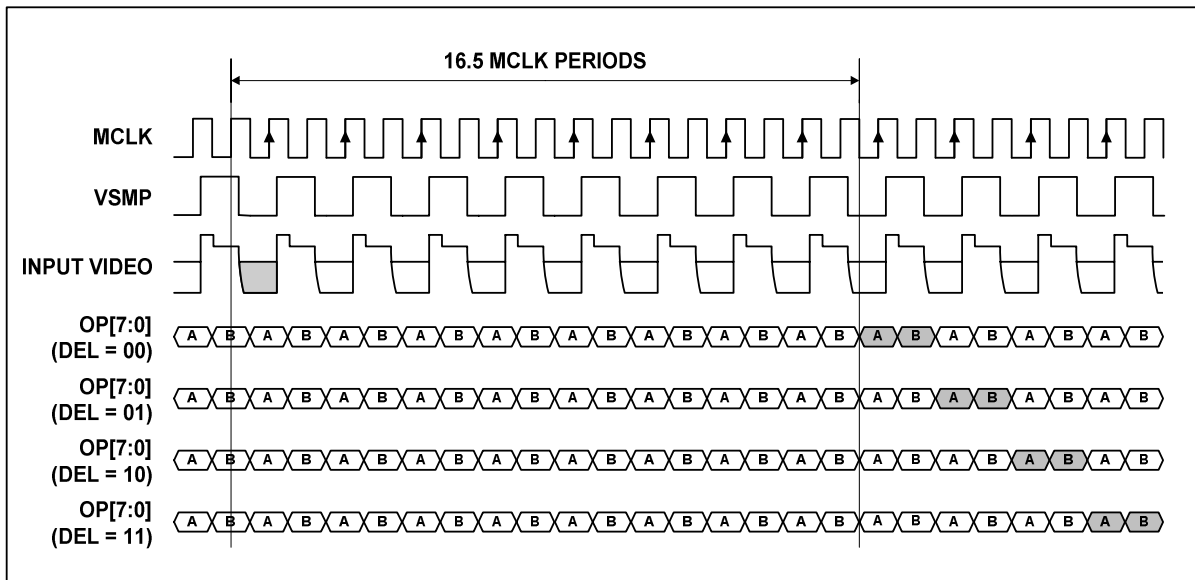 16.5 MCLK PERIODS
MCLK
VSMP
INPUT VIDEO
OP[7:0]
(DEL = 00)
A B A B A B A B A B A B A B A B A B A B A B A B A B
OP[7:0]
(DEL = 01)
A B A B A B A B A B A B A B A B A B A B A B A B A B
OP[7:0]
(DEL = 10)
A B A B A B A B A B A B A B A B A B A B A B A B A B
OP[7:0]
(DEL = 11)
A B A B A B A B A B A B A B A B A B A B A B A B A B